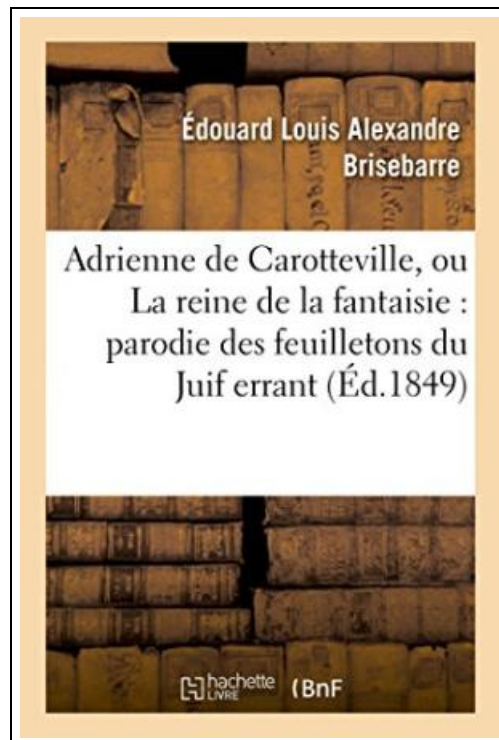 Édouard Louis Alexandre
Brisebarre
Adrienne de Carotteville, ou
La reine de la fantaisie :
parodie des feuilletons du
Juif errant (Éd.1849)
hachette
LIVRE
(BnF